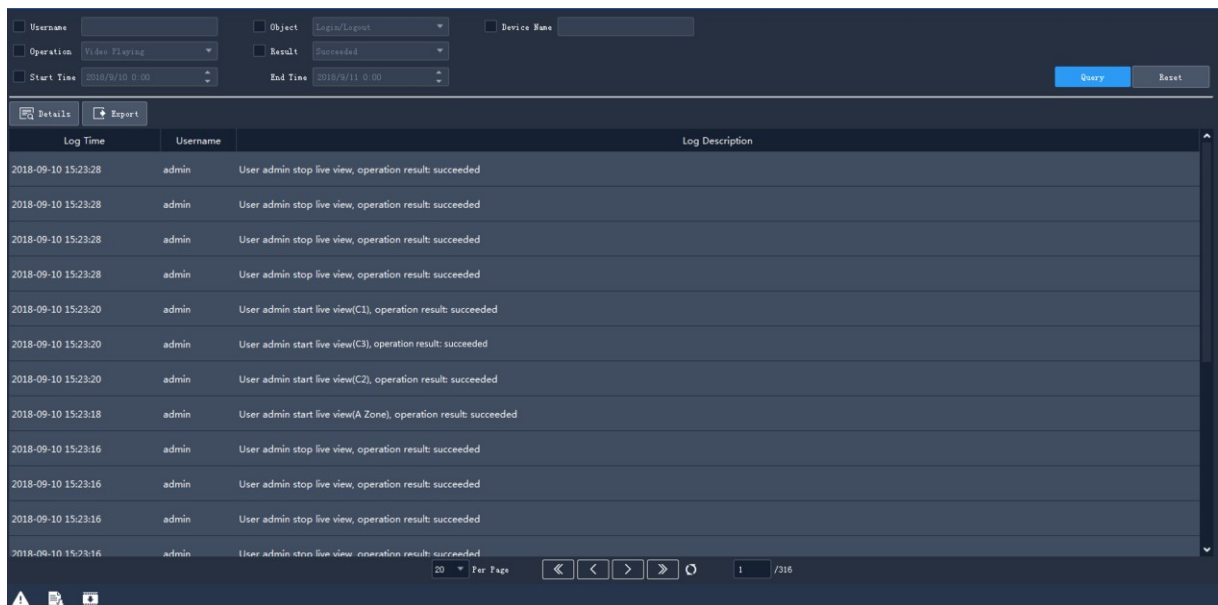 Username Object Login/Logout Device Name
Operation Video Playing Result Succeeded
Start Time 2018/9/10 0:00 End Time 2018/9/11 0:00 Query Reset
Details Export
Log Time Username Log Description
2018-09-10 15:23:28 admin User admin stop live view, operation result: succeeded
2018-09-10 15:23:28 admin User admin stop live view, operation result: succeeded
2018-09-10 15:23:28 admin User admin stop live view, operation result: succeeded
2018-09-10 15:23:28 admin User admin stop live view, operation result: succeeded
2018-09-10 15:23:20 admin User admin start live view(C1), operation result: succeeded
2018-09-10 15:23:20 admin User admin start live view(C3), operation result: succeeded
2018-09-10 15:23:20 admin User admin start live view(C2), operation result: succeeded
2018-09-10 15:23:18 admin User admin start live view(A Zone), operation result: succeeded
2018-09-10 15:23:16 admin User admin stop live view, operation result: succeeded
2018-09-10 15:23:16 admin User admin stop live view, operation result: succeeded
2018-09-10 15:23:16 admin User admin stop live view, operation result: succeeded
2018-09-10 15:23:16 admin User admin stop live view, operation result: succeeded
20 Per Page 1 /316